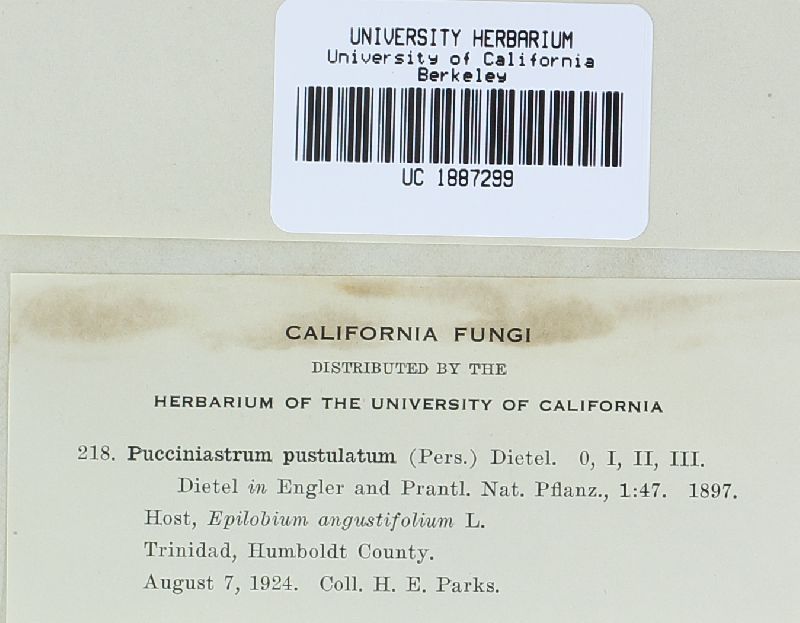 UNIVERSITY HERBARIUM
University of California
Berkeley
UC 1887299
CALIFORNIA FUNGI
DISTRIBUTED BY THE
HERBARIUM OF THE UNIVERSITY OF CALIFORNIA
218. Pucciniastrum pustulatum (Pers.) Dietel. 0, I, II, III.
Dietel in Engler and Prantl. Nat. Pflanz., 1:47. 1897.
Host, Epilobium angustifolium L.
Trinidad, Humboldt County.
August 7, 1924. Coll. H. E. Parks.